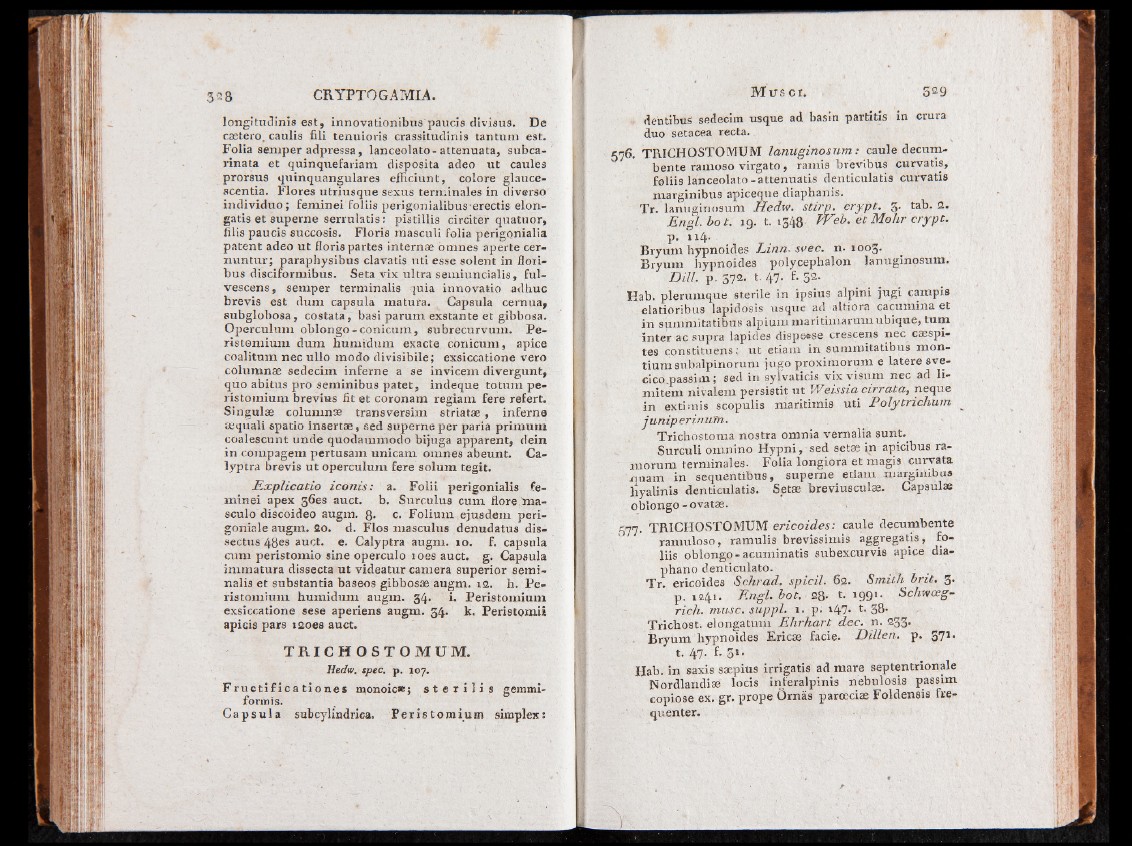 328 CRYPTOGAMIA.
longitudinis est, innovationibus paucis divisus. De
cætero caulis fili tenuioris crassitudinis tantum est.
Folia semper adpressa, lanceolato-attenuata, subca-
rinata et quinquefariam disposita adeo ut caules
prorsus quinquangulares efficiunt, colore glauce-
scentia. Flores utriusque sexus terminales in diverso
individuo; feminei foliis perigonialibus erectis elon-
gatis et superne serrulatis: pistillis circiter quatuor,
filis paucis succosis. Floris masculi folia perigonialia
patent adeo ut floris partes internæ omnes aperte cer-
nuntur; paraphysibus clavatis uti esse solent in flori-
bus disciformibus. Seta vix ultra semiuncialis, ful-
vescens, semper terminalis quia innovatio adhuc
brevis est dum capsula matura. Capsula cernua,
subglobosa, costata, basi parum exstante et gibbosa.
Operculum oblongo-conicum, subrecurvum. Pe-
ristomium dum humidum exacte conicum, apice
coalitum nec ullo modo divisibile; exsiccatione vero
columnæ sedecim inferne a se invicem divergunt,
quo abitus pro seminibus patet, indeque totum pe-
ristomium brevius fit et coronam regiam fere refert.
Singulæ columnæ transversim striatæ, inferne
æquali spatio insertæ, sed superne per paria primum
coalescunt unde quodammodo bijuga apparent, dein
in compagem pertusam unicam omnes abeunt. Ca-
lyptra brevis ut operculum fere solum tegit.
Explicatio iconis: a. Folii perigonialis fe-
minei apex 36es auct. b. Surculus cum flore ma-
sculo discoideo augm. 8. c. Folium ejusdem peri-
goniale augm. 20. d. Flos masculus denudatus dis-
sectus 48es auct. e. Calyptra augm. 10. f. capsula
cum peristomio sine operculo 10es auct. g. Capsula
immatura dissecta ut videatur camera superior semi-
nalis et substantia baseos gibbosæ augm. 12. h. Pe-
ristomium humidum augm. 34. i. Peristomium
exsiccatione sese aperiens augm. 34. k. Peristomii
apicis pars 120es auct.
TRICHOSTOMUM.
Hedw. spec. p. 107.
Fructificationes monoicæ; sterilis gemmi-
formis.
Capsula subcylindrica. Peristomium simplex:
Musci. 329
dentibus sedecim usque ad basin partitis in crura
duo setacea recta.
576. TRICHOSTOMUM lanuginosum: caule decum-
bente ramoso virgato, ramis brevibus curvatis,
foliis lanceolato-attenuatis denticulatis curvatis
marginibus apiceque diaphanis.
Tr. lanuginosum Hedw. stirp. crypt. 3. tab. 2.
Engl. bot. 19. t. 1348. Web. et Mohr crypt.
p. 114.
Bryum hypnoides Linn. svec. n. 1003.
Bryum hypnoides polycephalon lanuginosum.
Dill. p. 372. t. 47. f. 32.
Hab. plerumque sterile in ipsius alpini jugi campis
elatioribus lapidosis usque ad altiora cacumina et
in summitatibus alpium maritimarum ubique, tum
inter ac supra lapides disperse crescens nec cæspi-
tes constituens: ut etiam in summitatibus mon-
tium subalpinorum jugo proximorum e latere sve-
cico passim; sed in sylvaticis vix visum nec ad li-
mitem nivalem persistit ut Weissia cirrata, neque
in extimis scopulis maritimis uti Polytrichum
juniperinum.
Trichostoma nostra omnia vernalia sunt.
Surculi omnino Hypni, sed setæ in apicibus ra-
morum terminales. Folia longiora et magis curvata
quam in sequentibus, superne etiam marginibus
hyalinis denticulatis. Setæ breviusculæ. Capsulæ
oblongo-ovatæ.
577. TRICHOSTOMUM ericoides: caule decumbente
ramuloso, ramulis brevissimis aggregatis, fo-
liis oblongo-acuminatis subexcurvis apice dia-
phano denticulato.
Tr. ericoides Schrad. spicil. 62. Smith brit. 3.
p. 1241. Engl. bot. 28. t. 1991. Schwæg-
rich. musc. suppl. 1. p. 147. t. 38.
Trichost. elongatum Ehrhart dec. n. 233.
Bryum hypnoides Ericæ facie. Dillen. p. 371.
t. 47. f. 31.
Hab. in saxis sæpius irrigatis ad mare septentrionale
Nordlandiæ locis inferalpinis nebulosis passim
copiose ex. gr. prope Örnäs parœciæ Foldensis fre-
quenter.